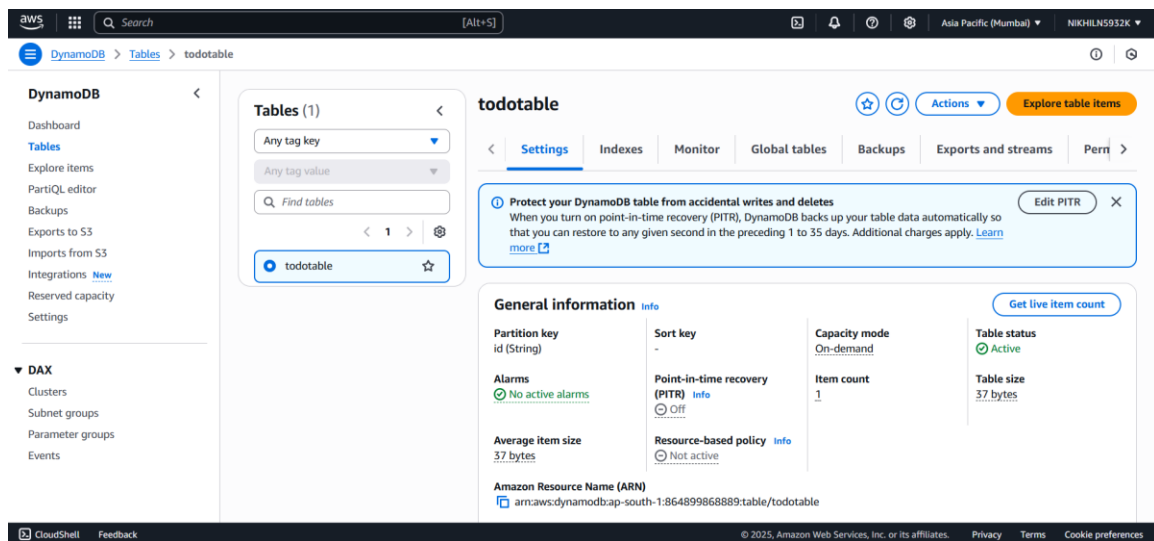 aws
Search
[Alt+S]
Asia Pacific (Mumbai) ▼
NIKHILN5932K ▼
DynamoDB > Tables > todotable
DynamoDB
Dashboard
Tables
Explore items
PartiQL editor
Backups
Exports to S3
Imports from S3
Integrations New
Reserved capacity
Settings
▼ DAX
Clusters
Subnet groups
Parameter groups
Events
Tables (1)
Any tag key
Any tag value
Find tables
< 1 >
todotable
todotable
Actions ▼
Explore table items
Settings
Indexes
Monitor
Global tables
Backups
Exports and streams
Perm
Protect your DynamoDB table from accidental writes and deletes
When you turn on point-in-time recovery (PITR), DynamoDB backs up your table data automatically so
that you can restore to any given second in the preceding 1 to 35 days. Additional charges apply. Learn
more
Edit PITR
General information Info
Get live item count
Partition key
id (String)
Sort key
-
Capacity mode
On-demand
Table status
Active
Alarms
No active alarms
Point-in-time recovery
(PITR) Info
Off
Item count
1
Table size
37 bytes
Average item size
37 bytes
Resource-based policy Info
Not active
Amazon Resource Name (ARN)
arn:aws:dynamodb:ap-south-1:864899868889:table/todotable
CloudShell
Feedback
© 2025, Amazon Web Services, Inc. or its affiliates.
Privacy
Terms
Cookie preferences